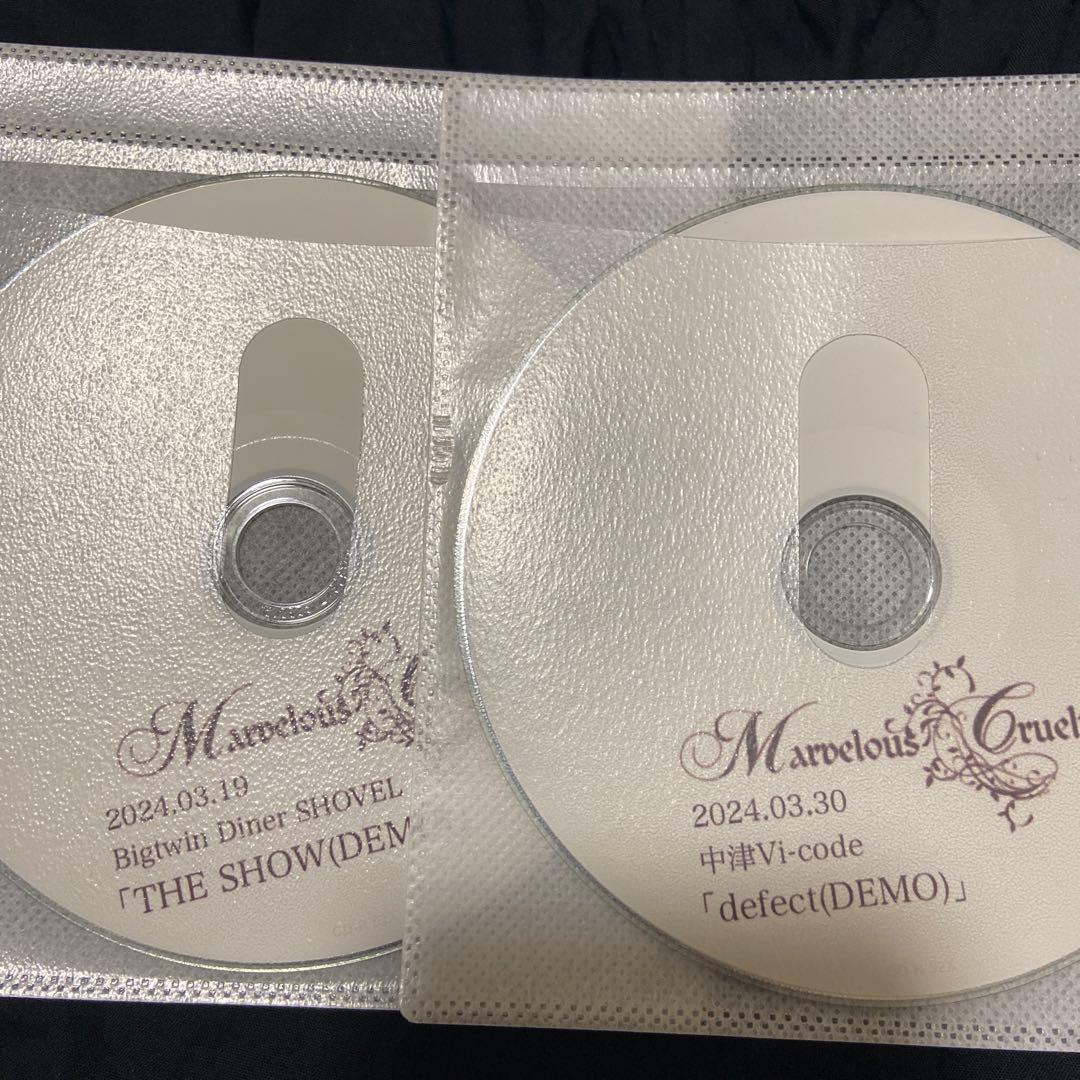 Marvelous
2024.03.19
Bigtwin Diner SHOVEL
「THE SHOW(DEM
Marvelous Cruel
2024.03.30
中津Vi-code
「defect(DEMO)」